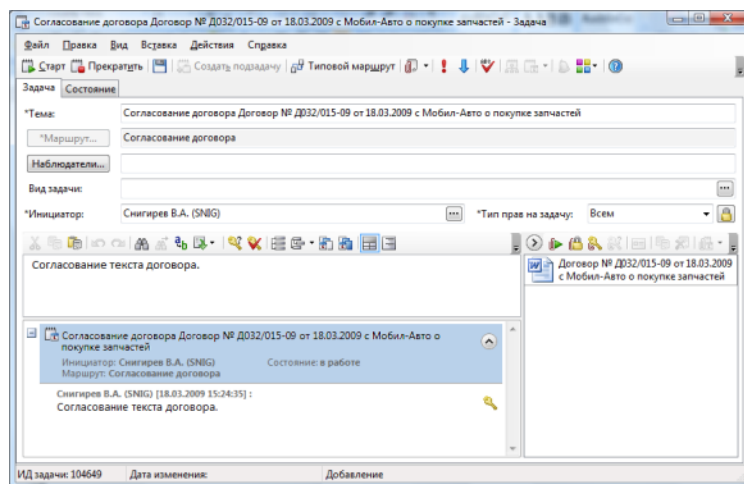 Согласование договора Договор № Д032/015-09 от 18.03.2009 с Мобил-Авто о покупке запчастей - Задача
Файл Правка Вид Вставка Действия Справка
Старт Прекратить Создать подзадачу Типовой маршрут
Задача Состояние
*Тема: Согласование договора Договор № Д032/015-09 от 18.03.2009 с Мобил-Авто о покупке запчастей
*Маршрут... Согласование договора
Наблюдатели...
Вид задачи:
*Инициатор: Снигирев В.А. (SNIG) *Тип прав на задачу: Всем
Согласование текста договора.
Договор № Д032/015-09 от 18.03.2009
с Мобил-Авто о покупке запчастей
Согласование договора Договор № Д032/015-09 от 18.03.2009 с Мобил-Авто о
покупке запчастей
Инициатор: Снигирев В.А. (SNIG) Состояние: в работе
Маршрут: Согласование договора
Снигирев В.А. (SNIG) [18.03.2009 15:24:35] :
Согласование текста договора.
ИД задачи: 104649 Дата изменения: Добавление